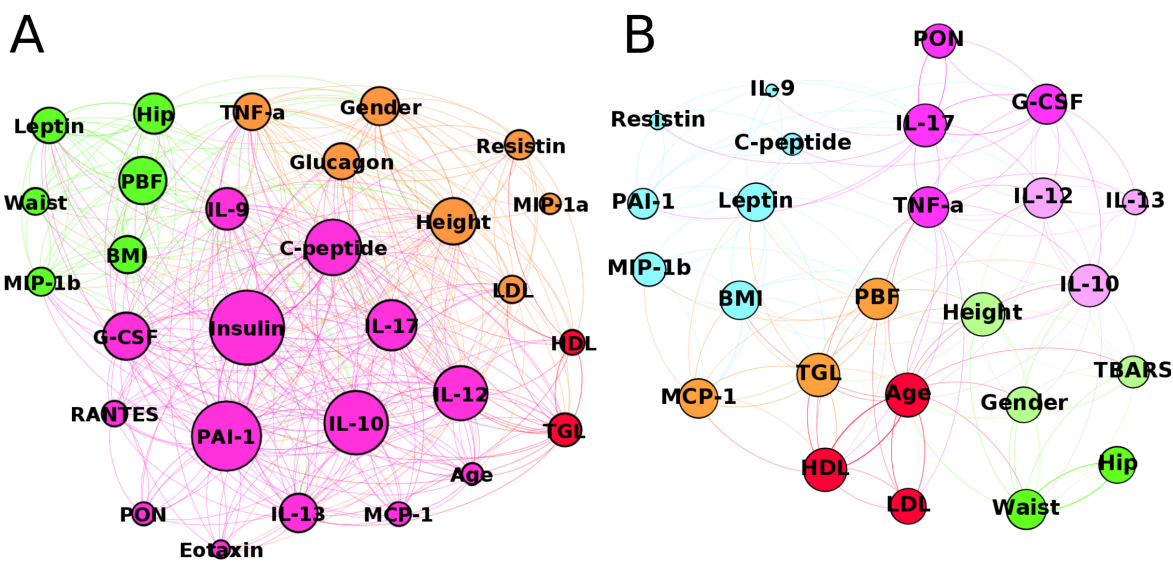 A
Leptin
Hip
TNF-a
Gender
Glucagon
Resistin
PBF
Waist
IL-9
MIP-1a
Height
C-peptide
BMI
MIP-1b
LDL
G-CSF
Insulin
IL-17
HDL
RANTES
PAI-1
IL-10
IL-12
TGL
Age
PON
IL-13
MCP-1
Eotaxin
B
PON
IL-9
G-CSF
Resistin
IL-17
C-peptide
PAI-1
Leptin
TNF-a
IL-12
IL-13
MIP-1b
BMI
PBF
IL-10
Height
TGL
TBARS
MCP-1
Age
Gender
HDL
Hip
LDL
Waist